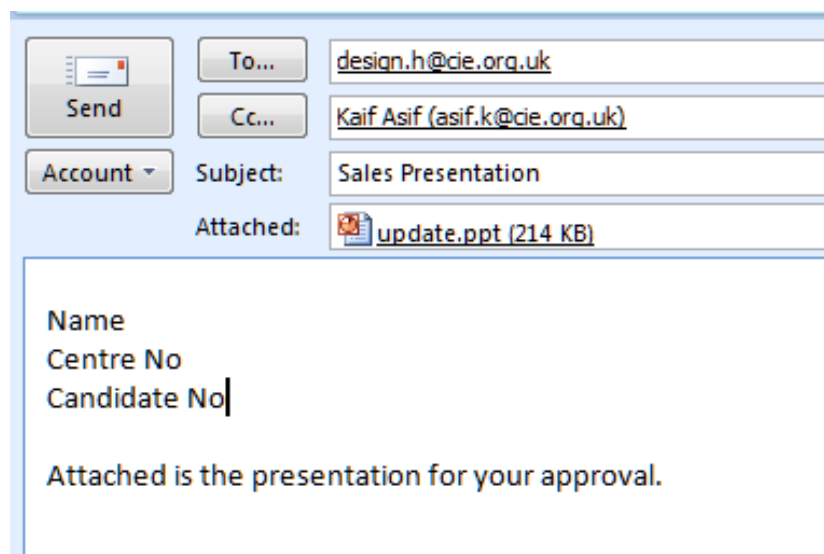 To...
design.h@cie.org.uk
Send
Cc...
Kaif Asif (asif.k@cie.org.uk)
Account
Subject:
Sales Presentation
Attached:
update.ppt (214 KB)
Name
Centre No
Candidate No
Attached is the presentation for your approval.